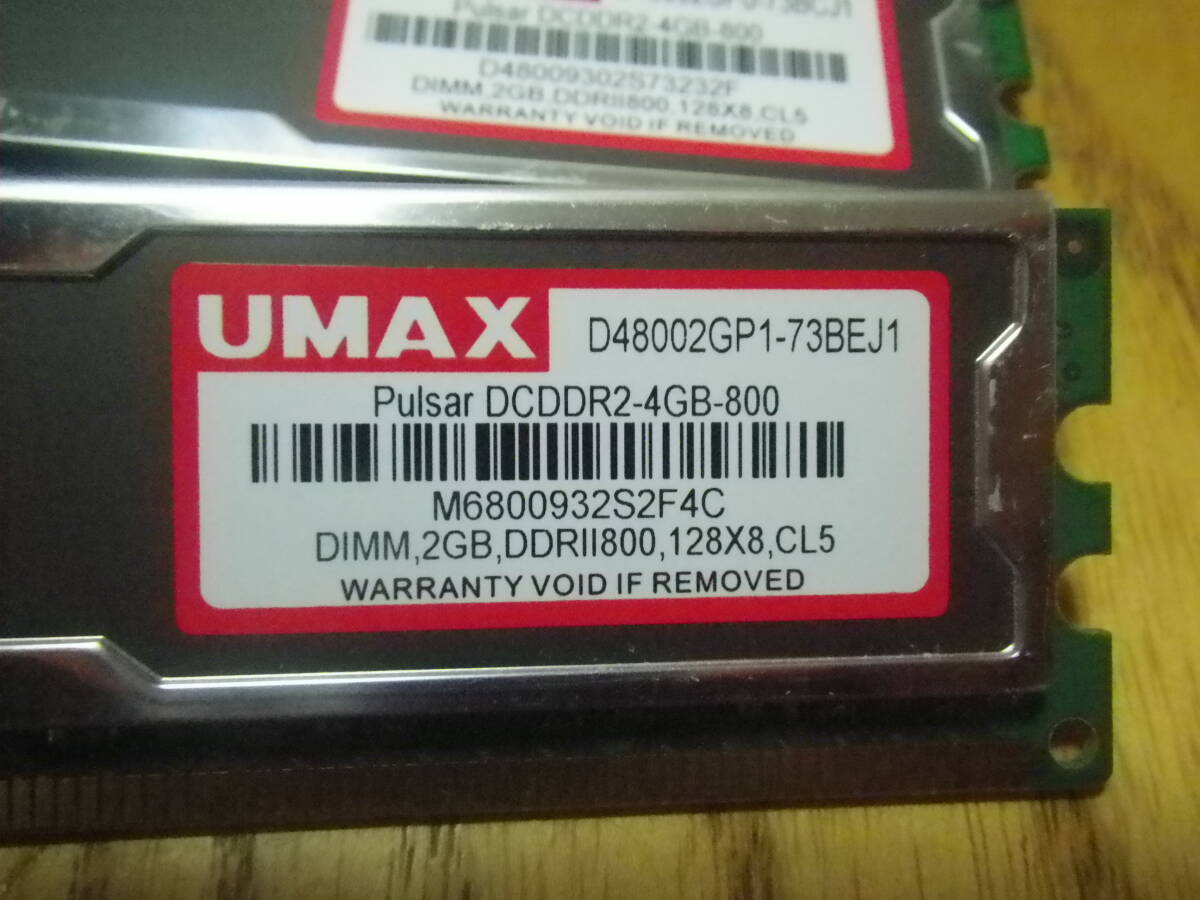 Pulsar DCDDR2-4GB-800
D48009302S73232F
DIMM,2GB,DDRII800,128X8,CL5
WARRANTY VOID IF REMOVED
UMAX
D48002GP1-73BEJ1
Pulsar DCDDR2-4GB-800
M6800932S2F4C
DIMM,2GB,DDRII800,128X8,CL5
WARRANTY VOID IF REMOVED